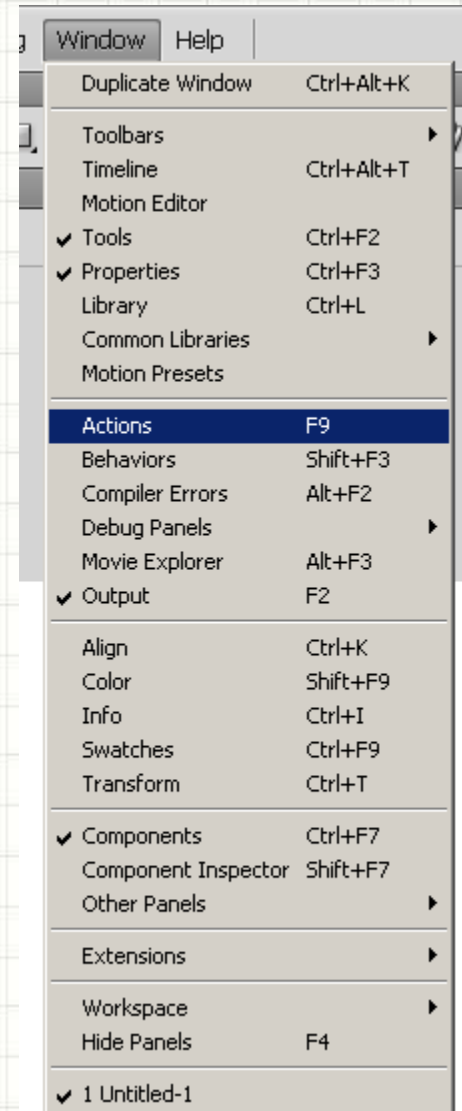 Window Help
Duplicate Window Ctrl+Alt+K
Toolbars
Timeline Ctrl+Alt+T
Motion Editor
Tools Ctrl+F2
Properties Ctrl+F3
Library Ctrl+L
Common Libraries
Motion Presets
Actions F9
Behaviors Shift+F3
Compiler Errors Alt+F2
Debug Panels
Movie Explorer Alt+F3
Output F2
Align Ctrl+K
Color Shift+F9
Info Ctrl+I
Swatches Ctrl+F9
Transform Ctrl+T
Components Ctrl+F7
Component Inspector Shift+F7
Other Panels
Extensions
Workspace
Hide Panels F4
1 Untitled-1